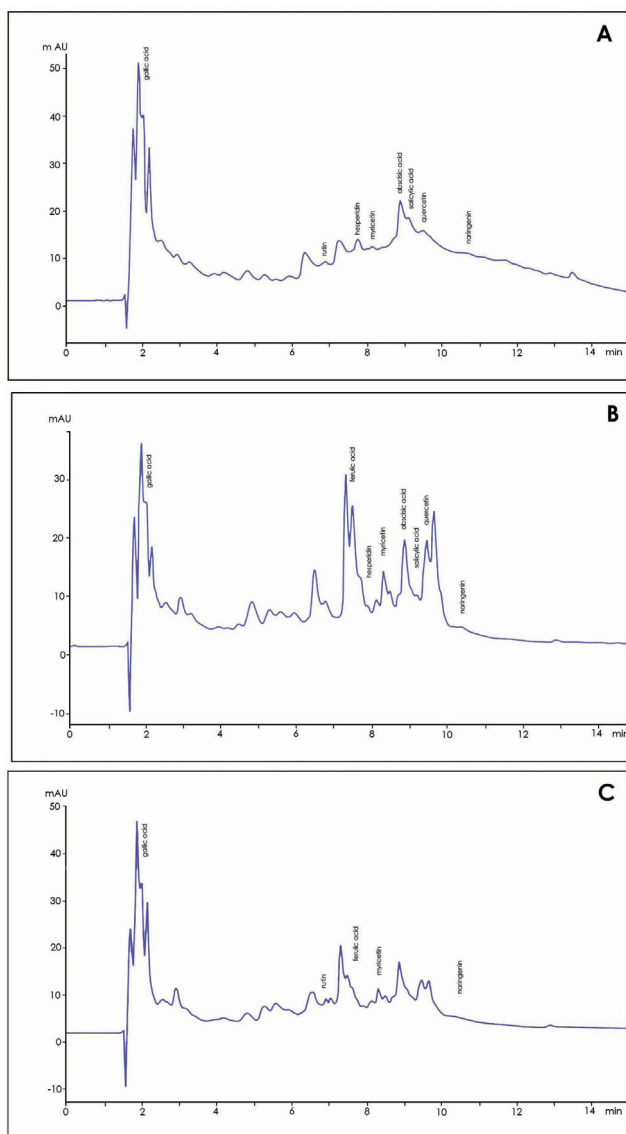 A
m AU
50
40
30
20
10
0
gallic acid
rutin
hesperidin
myricetin
abscisic acid
salicylic acid
quercetin
naringenin
0 2 4 6 8 10 12 14 min
B
mAU
30
20
10
0
-10
gallic acid
ferulic acid
hesperidin
myricetin
abscisic acid
salicylic acid
quercetin
naringenin
0 2 4 6 8 10 12 14 min
C
mAU
50
40
30
20
10
0
-10
gallic acid
rutin
ferulic acid
myricetin
naringenin
0 2 4 6 8 10 12 14 min